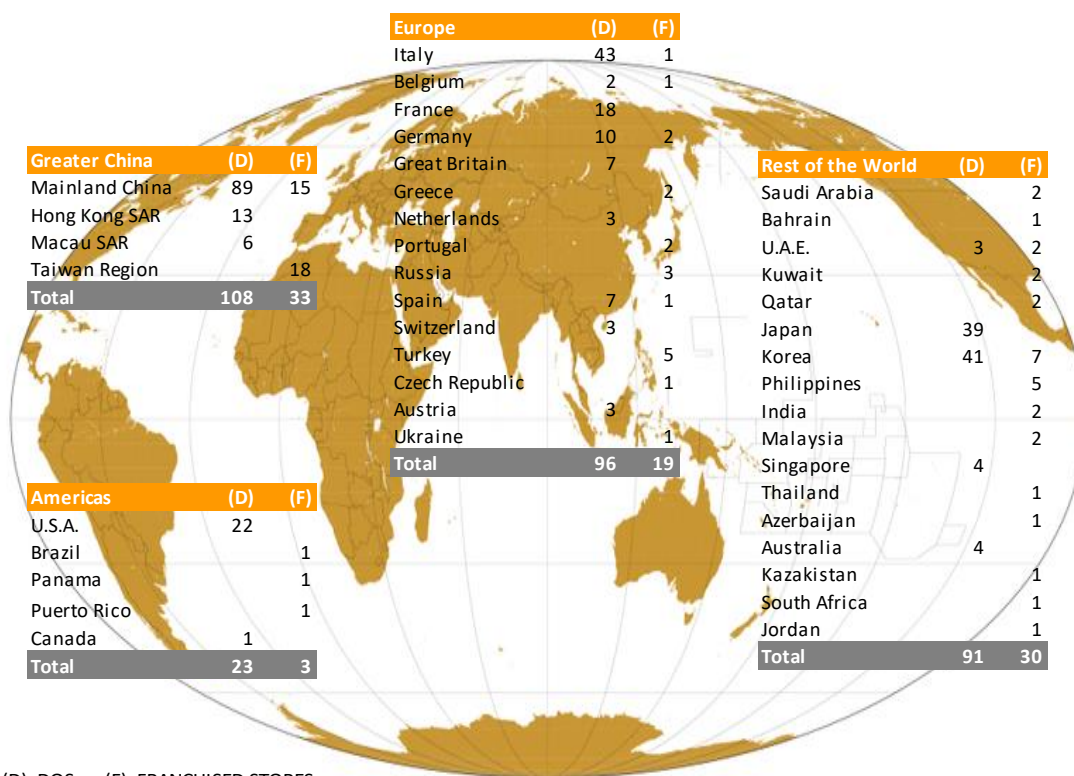 Europe (D) (F)
Italy 43 1
Belgium 2 1
France 18
Germany 10 2
Great Britain 7
Greece 2
Netherlands 3
Portugal 2
Russia 3
Spain 7 1
Switzerland 3
Turkey 5
Czech Republic 1
Austria 3
Ukraine 1
Total 96 19
Greater China (D) (F)
Mainland China 89 15
Hong Kong SAR 13
Macau SAR 6
Taiwan Region 18
Total 108 33
Americas (D) (F)
U.S.A. 22
Brazil 1
Panama 1
Puerto Rico 1
Canada 1
Total 23 3
Rest of the World (D) (F)
Saudi Arabia 2
Bahrain 1
U.A.E. 3 2
Kuwait 2
Qatar 2
Japan 39
Korea 41 7
Philippines 5
India 2
Malaysia 2
Singapore 4
Thailand 1
Azerbaijan 1
Australia 4
Kazakistan 1
South Africa 1
Jordan 1
Total 91 30
(D) DOS (F) FRANCHISED STORES